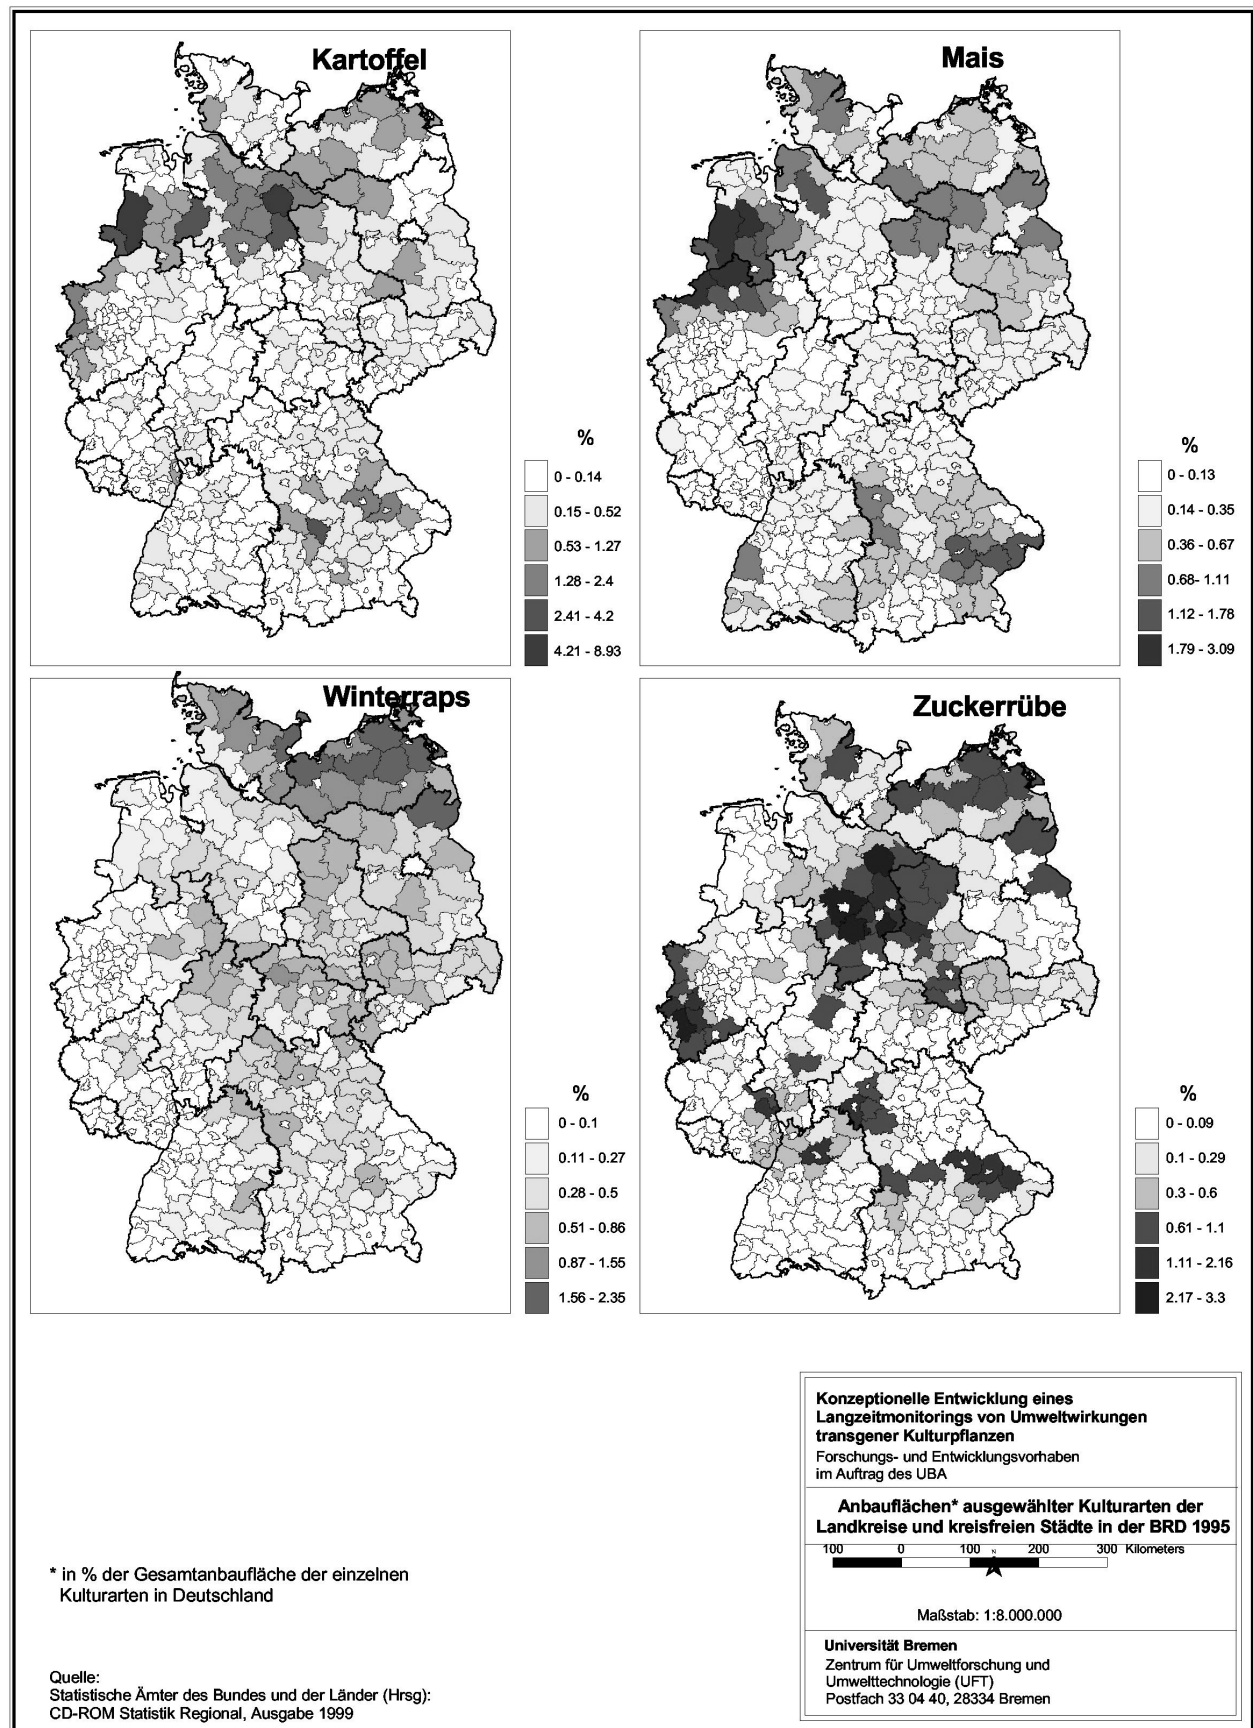 Kartoffel
%
0 - 0.14
0.15 - 0.52
0.53 - 1.27
1.28 - 2.4
2.41 - 4.2
4.21 - 8.93
Mais
%
0 - 0.13
0.14 - 0.35
0.36 - 0.67
0.68- 1.11
1.12 - 1.78
1.79 - 3.09
Winterraps
%
0 - 0.1
0.11 - 0.27
0.28 - 0.5
0.51 - 0.86
0.87 - 1.55
1.56 - 2.35
Zuckerrübe
%
0 - 0.09
0.1 - 0.29
0.3 - 0.6
0.61 - 1.1
1.11 - 2.16
2.17 - 3.3
* in % der Gesamtanbaufläche der einzelnen
Kulturarten in Deutschland
Quelle:
Statistische Ämter des Bundes und der Länder (Hrsg):
CD-ROM Statistik Regional, Ausgabe 1999
Konzeptionelle Entwicklung eines
Langzeitmonitorings von Umweltwirkungen
transgener Kulturpflanzen
Forschungs- und Entwicklungsvorhaben
im Auftrag des UBA
Anbauflächen* ausgewählter Kulturarten der
Landkreise und kreisfreien Städte in der BRD 1995
100 0 100 N 200 300 Kilometers
Maßstab: 1:8.000.000
Universität Bremen
Zentrum für Umweltforschung und
Umwelttechnologie (UFT)
Postfach 33 04 40, 28334 Bremen